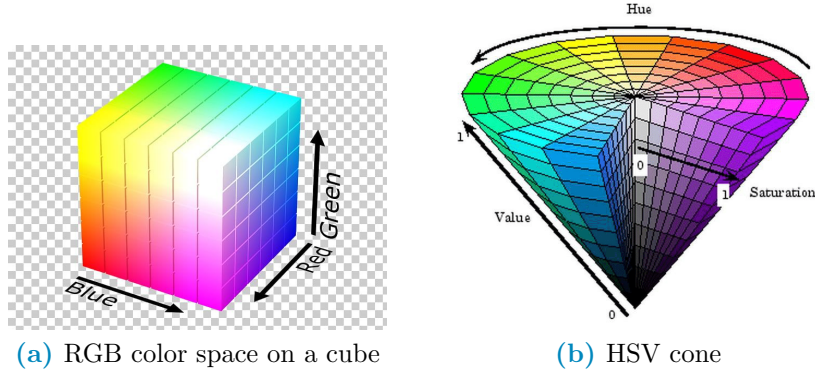 Blue
Red
Green
(a) RGB color space on a cube
Hue
1
0
1
Saturation
Value
0
(b) HSV cone